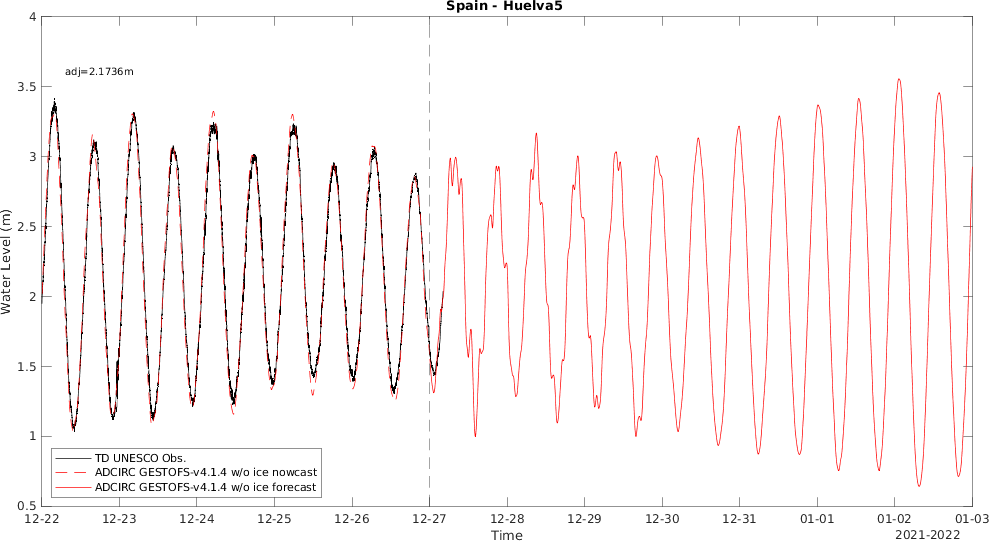 Spain - Huelva5
adj=2.1736m
Water Level (m)
4
3.5
3
2.5
2
1.5
1
0.5
TD UNESCO Obs.
ADCIRC GESTOFS-v4.1.4 w/o ice nowcast
ADCIRC GESTOFS-v4.1.4 w/o ice forecast
12-22 12-23 12-24 12-25 12-26 12-27 12-28 12-29 12-30 12-31 01-01 01-02 01-03
Time
2021-2022